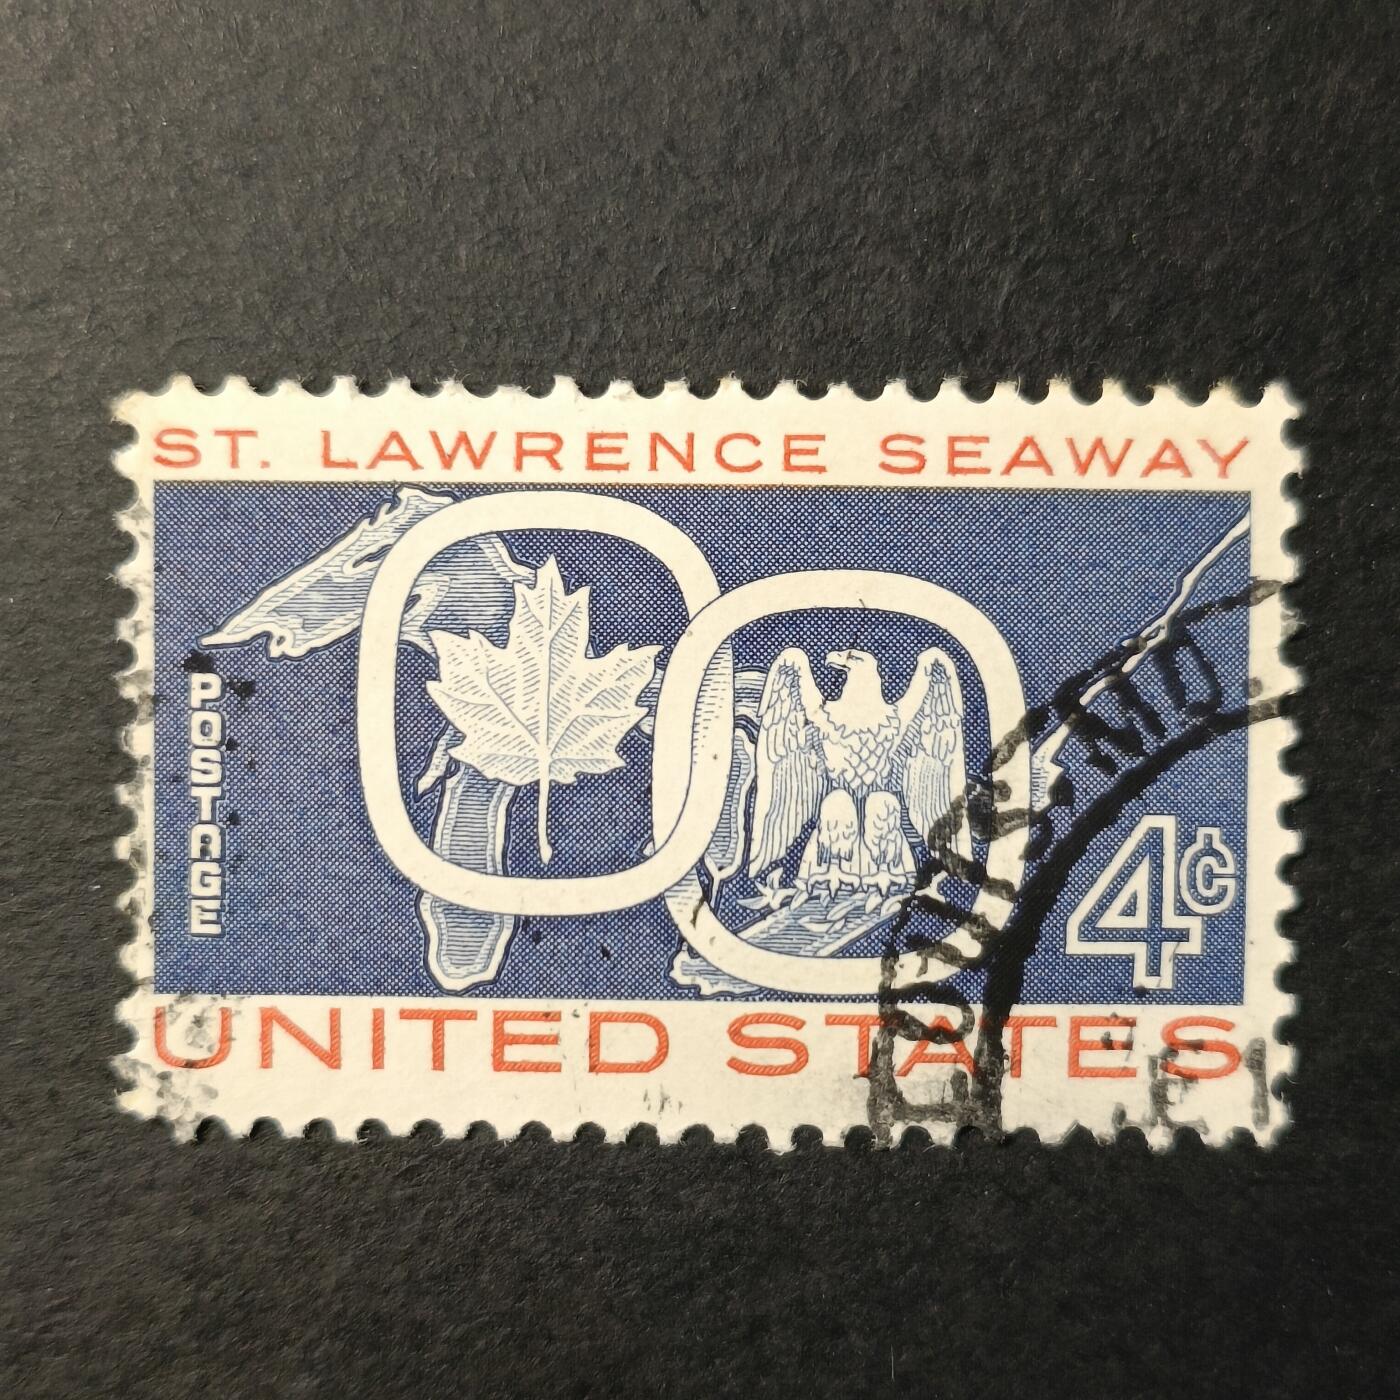 ST. LAWRENCE SEAWAY
POSTAGE
4¢
UNITED STATES